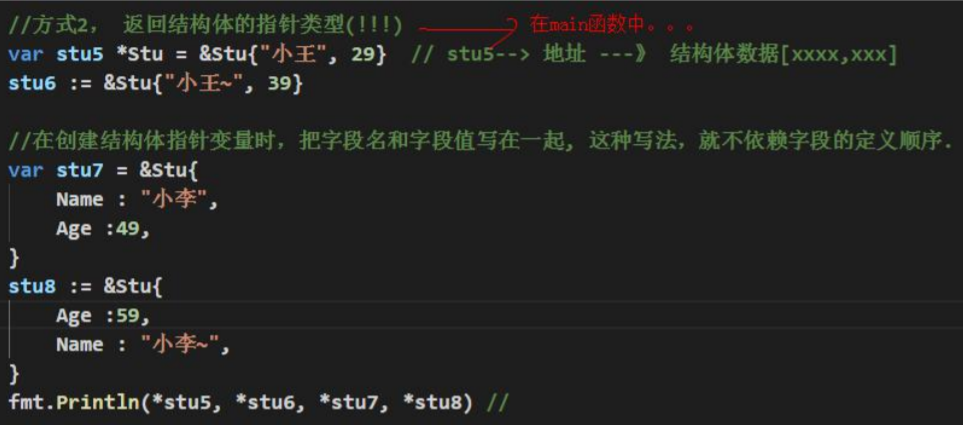 //方式2， 返回结构体的指针类型(!!!) 在main函数中。。。
var stu5 *Stu = &Stu{"小王", 29}  // stu5--> 地址 ---》 结构体数据[xxxx,xxx]
stu6 := &Stu{"小王~", 39}
//在创建结构体指针变量时，把字段名和字段值写在一起, 这种写法，就不依赖字段的定义顺序.
var stu7 = &Stu{
    Name : "小李",
    Age :49,
}
stu8 := &Stu{
    Age :59,
    Name : "小李~",
}
fmt.Println(*stu5, *stu6, *stu7, *stu8) //